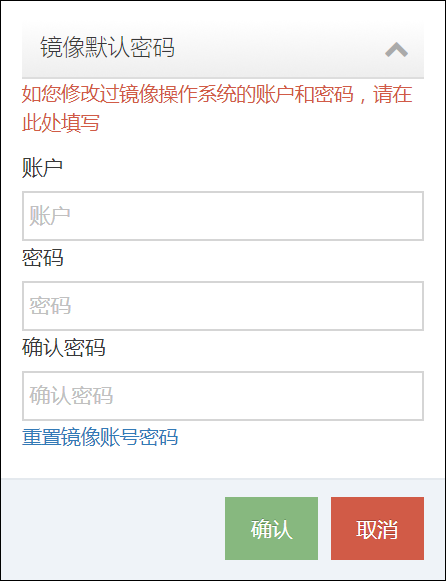 镜像默认密码
如您修改过镜像操作系统的账户和密码，请在
此处填写
账户
账户
密码
密码
确认密码
确认密码
重置镜像账号密码
确认 取消